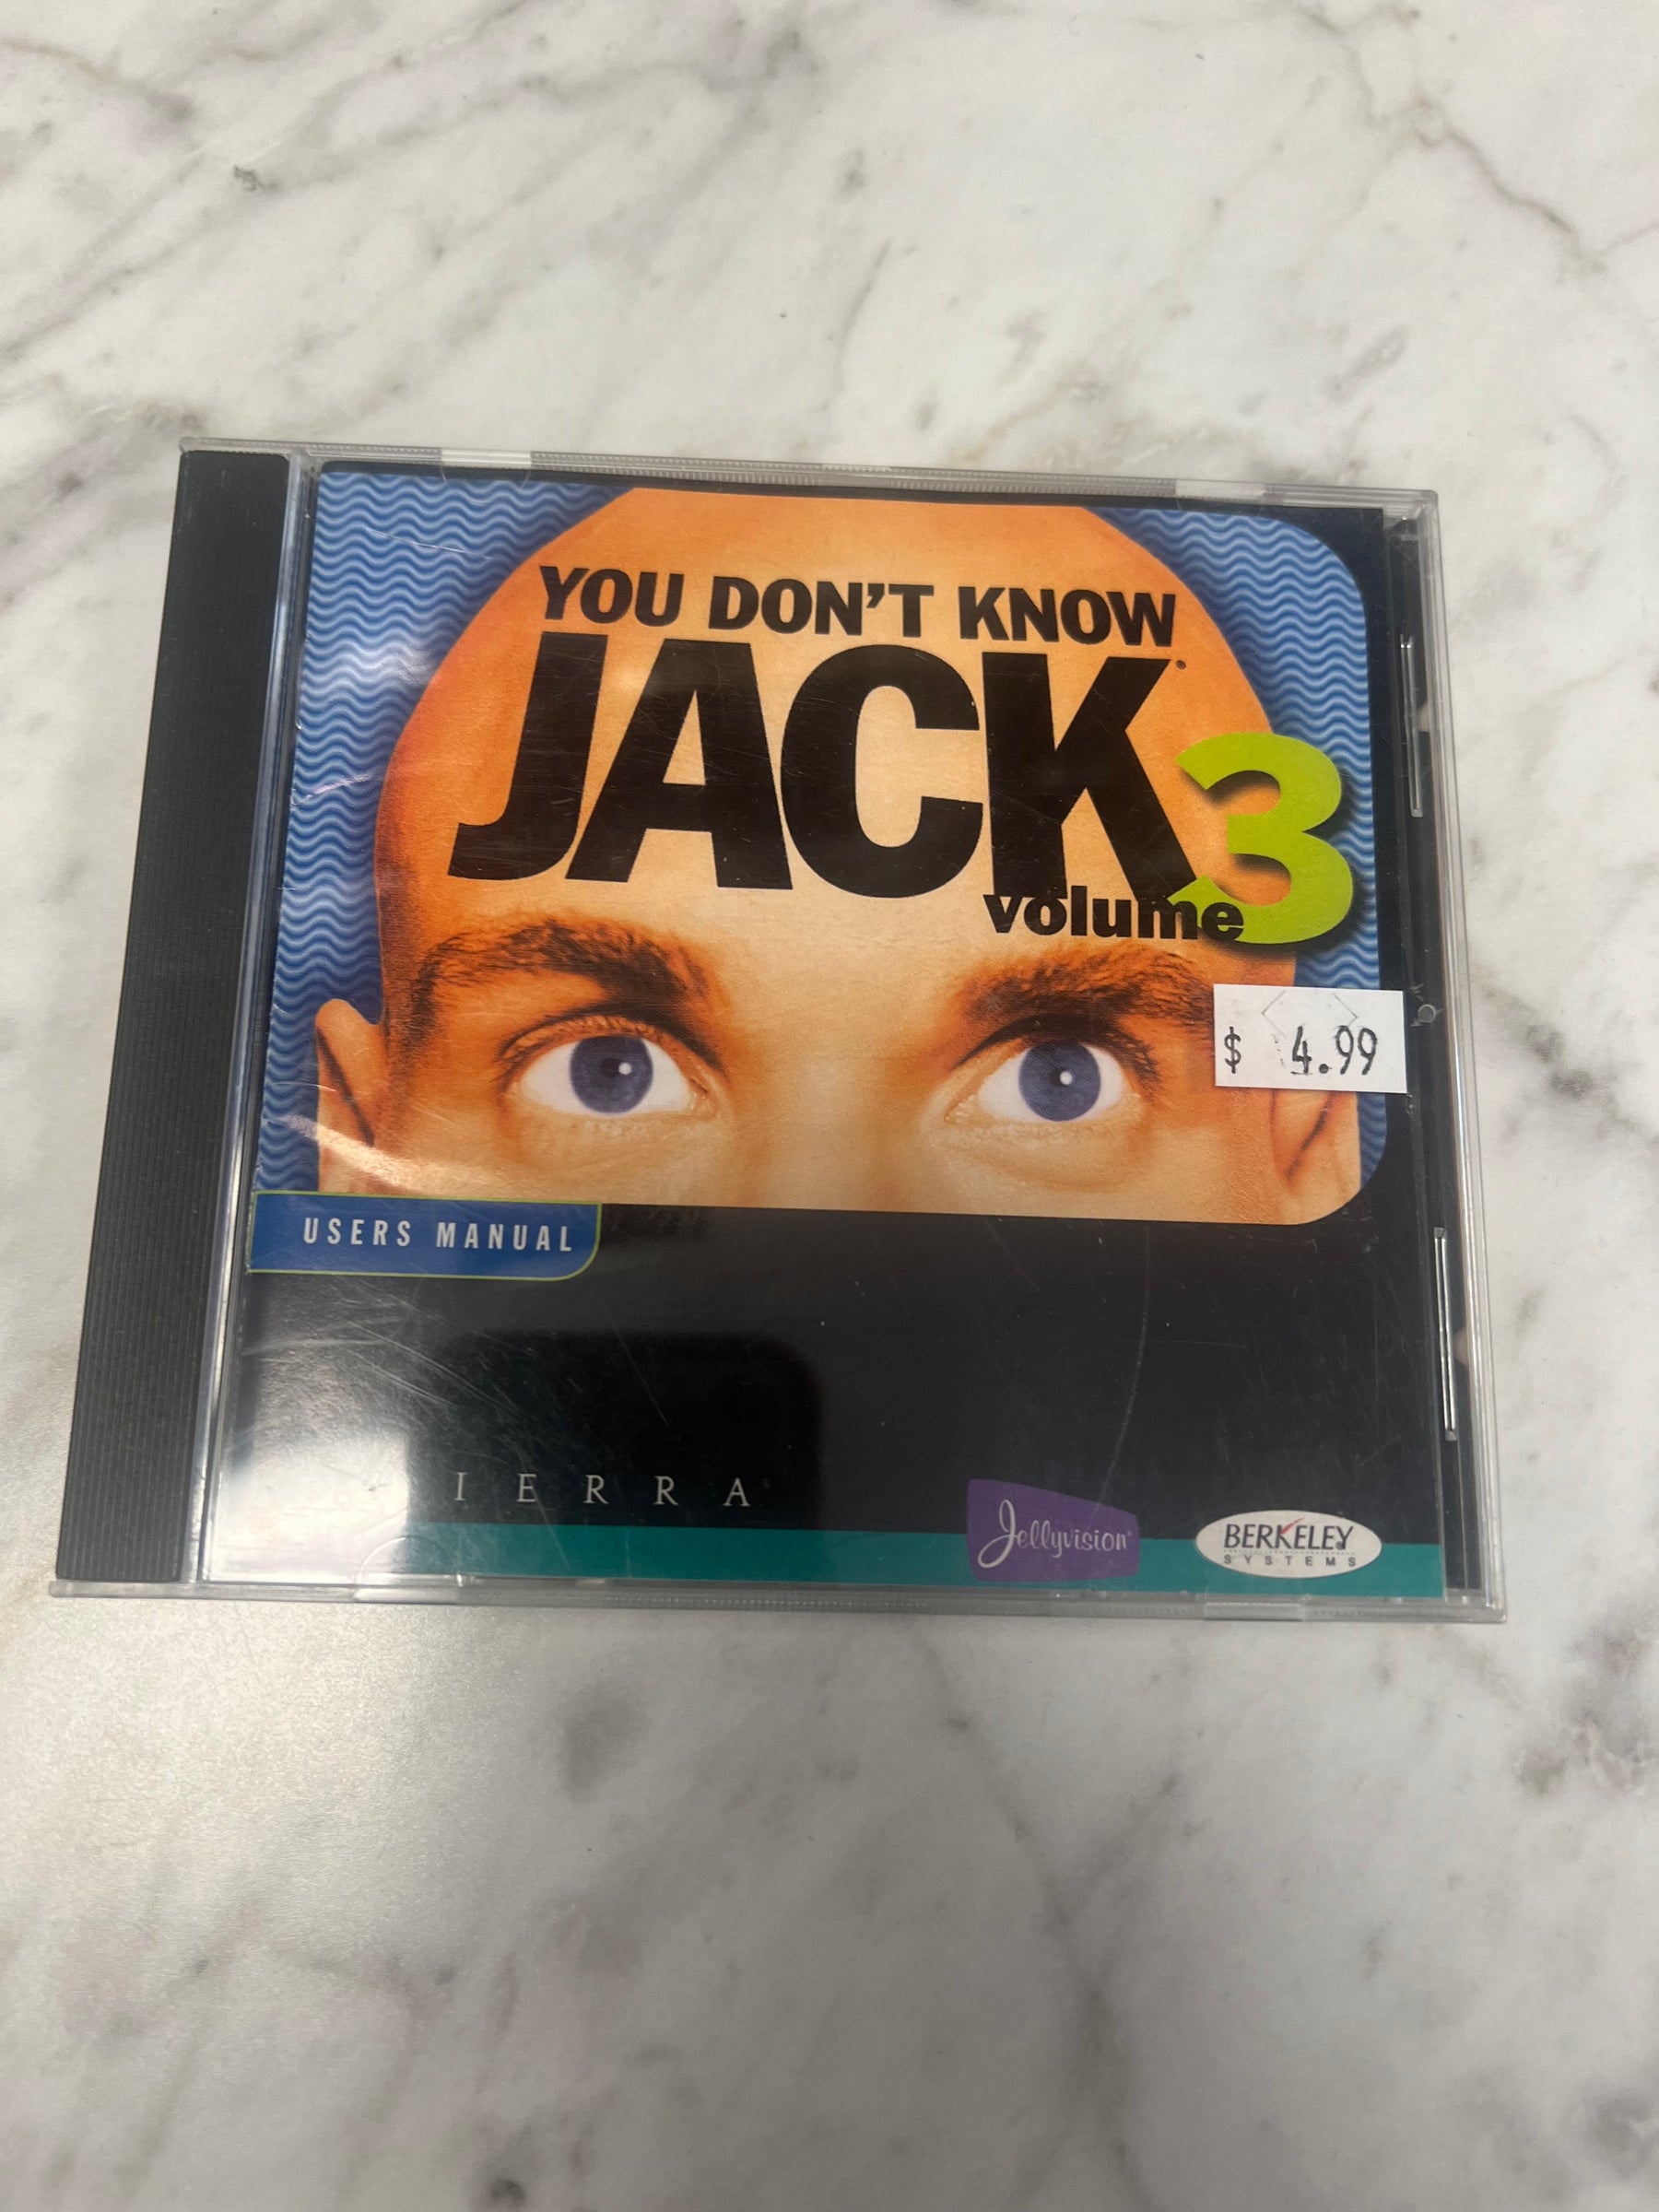 YOU DON'T KNOW
JACK
3
volume
$ 4.99
USERS MANUAL
IERRA
Jellyvision
BERKELEY
SYSTEMS